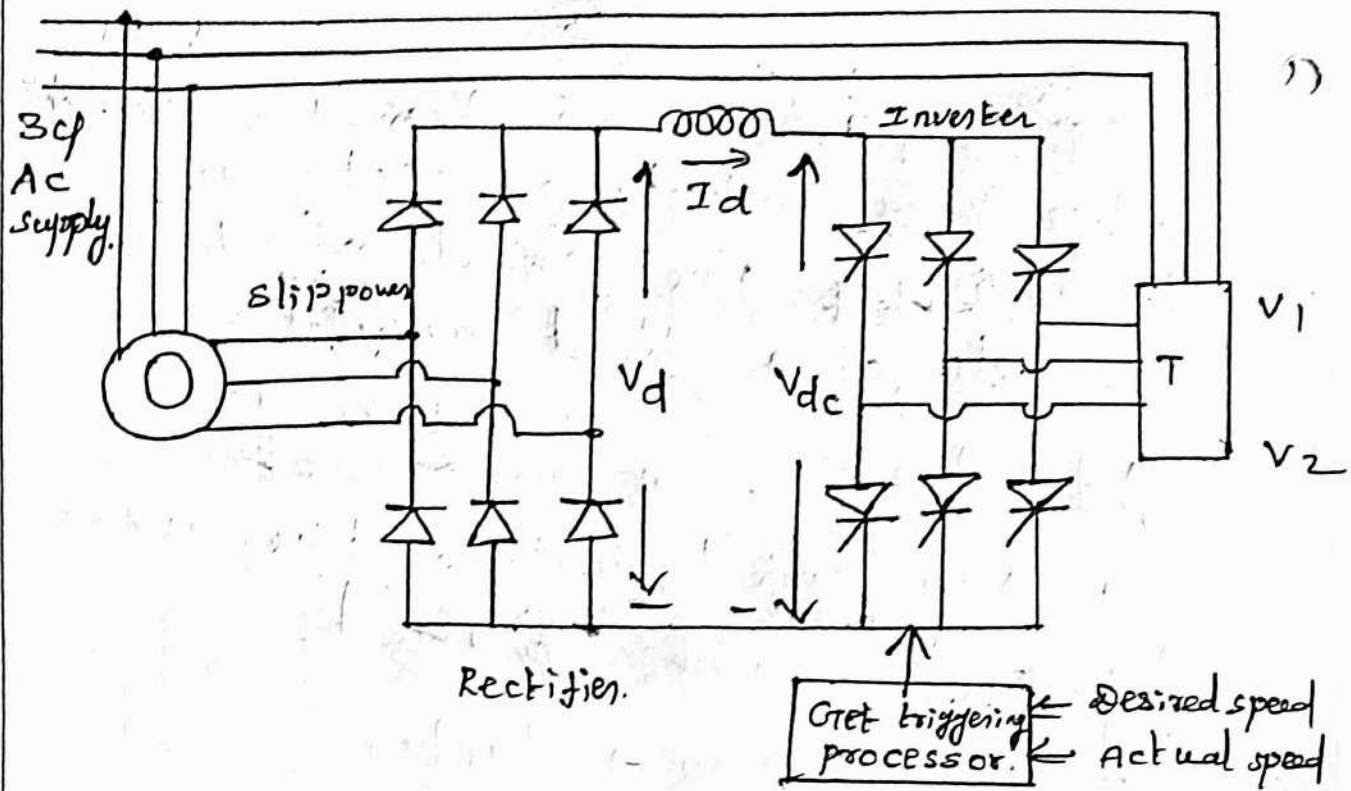 3φ
AC
supply.
Inverter
Id
Slip power
Vd
Vdc
V1
T
V2
Rectifier.
Get triggering
processor.
Desired speed
Actual speed